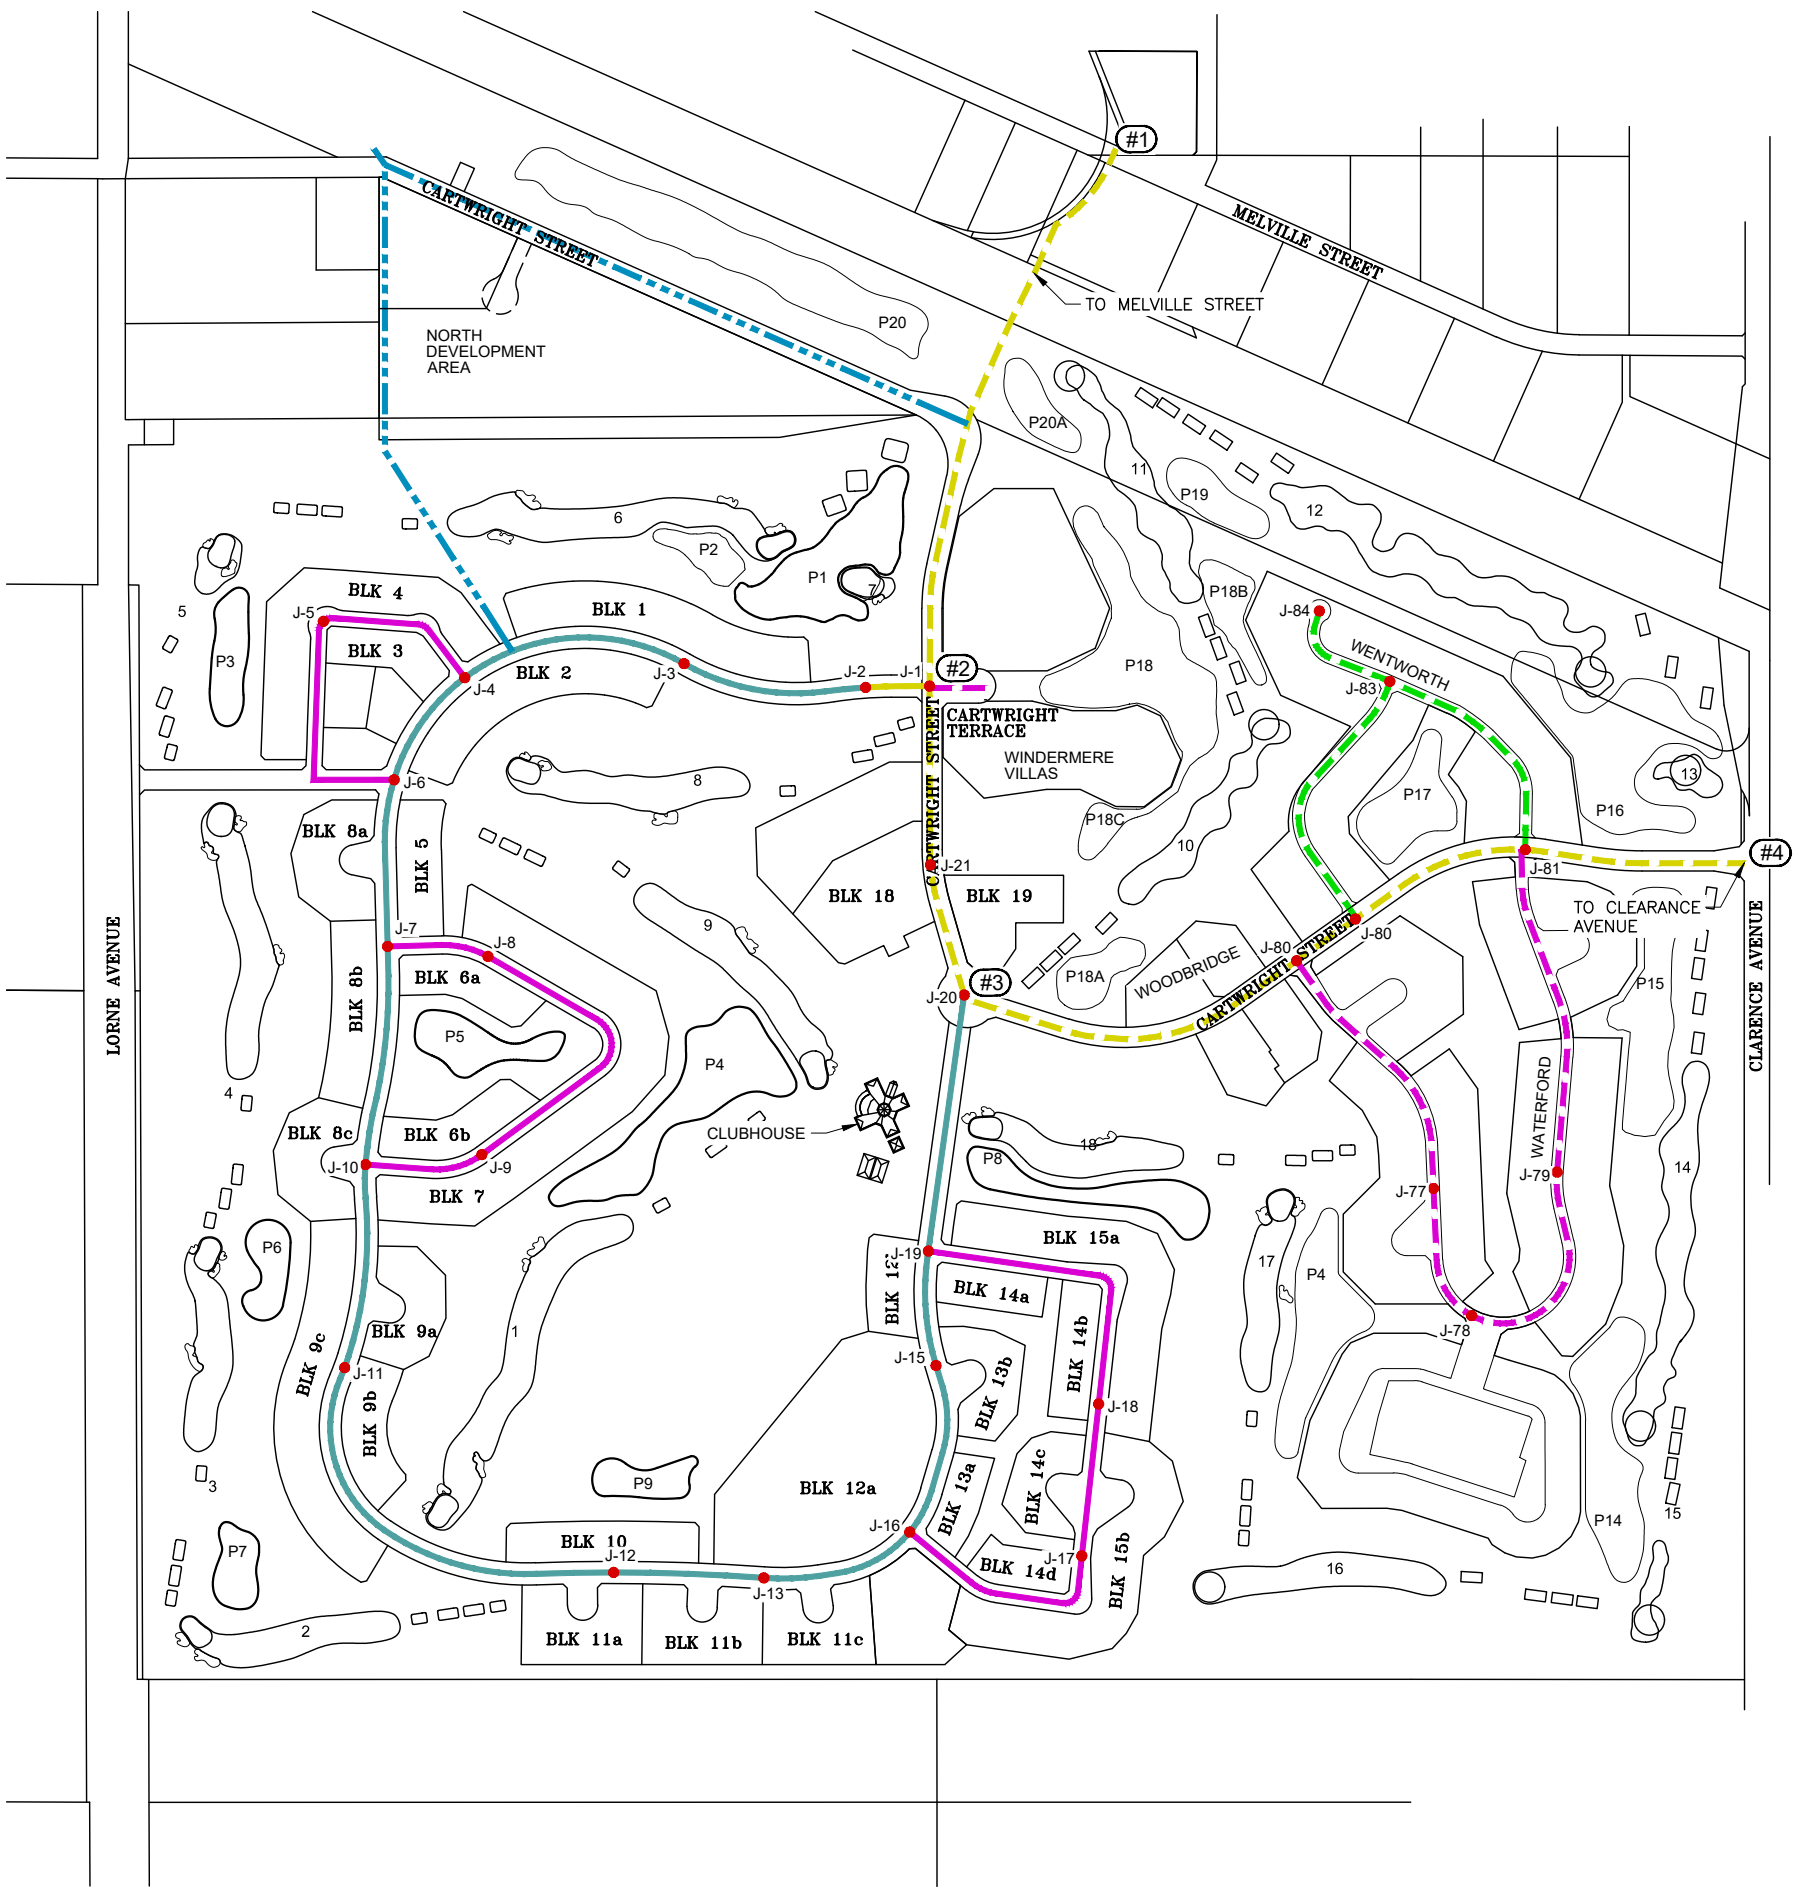 #1
CARTWRIGHT STREET
MELVILLE STREET
TO MELVILLE STREET
P20
NORTH
DEVELOPMENT
AREA
P20A
11
P19
12
6
P2
P1
7
5
BLK 4
J-5
BLK 1
P18B
J-84
WENTWORTH
BLK 3
P3
J-4
BLK 2
J-3
J-2
J-1
#2
P18
J-83
CARTWRIGHT
TERRACE
CARTWRIGHT STREET
WINDERMERE
VILLAS
J-6
8
13
P17
P16
P18C
10
BLK 8a
BLK 5
J-21
#4
J-81
BLK 18
BLK 19
TO CLEARANCE
AVENUE
LORNE AVENUE
CLARENCE AVENUE
J-7
J-8
9
J-80
J-80
BLK 6a
BLK 8b
P18A
WOODBRIDGE
CARTWRIGHT STREET
#3
J-20
P15
P5
P4
4
BLK 8c
BLK 6b
CLUBHOUSE
18
WATERFORD
J-10
J-9
P8
14
J-79
J-77
BLK 7
P6
BLK 15a
J-19
BLK 12b
17
P4
BLK 14a
1
BLK 9a
BLK 14b
J-78
BLK 9c
J-11
J-15
BLK 13b
BLK 9b
J-18
P9
BLK 12a
BLK 14c
BLK 13a
3
15
P14
J-16
P7
BLK 10
J-12
J-17
BLK 14d
BLK 15b
16
J-13
2
BLK 11a
BLK 11b
BLK 11c